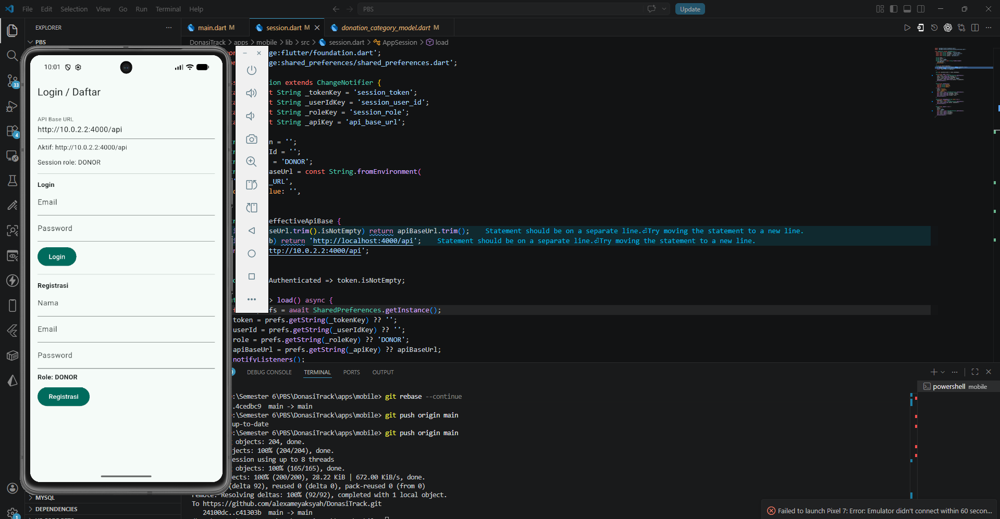 File Edit Selection View Go Run Terminal Help
PBS
Update
EXPLORER
main.dart M
session.dart M
donation_category_model.dart M
PBS
DonasiTrack > apps > mobile > lib > src > session.dart > AppSession > load
ge:flutter/foundation.dart';
ge:shared_preferences/shared_preferences.dart';
ion extends ChangeNotifier {
t String _tokenKey = 'session_token';
t String _userIdKey = 'session_user_id';
t String _roleKey = 'session_role';
t String _apiKey = 'api_base_url';
n = '';
Id = '';
= 'DONOR';
aseUrl = const String.fromEnvironment(
_URL',
lue: '',
effectiveApiBase {
seUrl.trim().isNotEmpty) return apiBaseUrl.trim(); Statement should be on a separate line.⏎Try moving the statement to a new line.
b) return 'http://localhost:4000/api'; Statement should be on a separate line.⏎Try moving the statement to a new line.
ttp://10.0.2.2:4000/api';
Authenticated => token.isNotEmpty;
> load() async {
fs = await SharedPreferences.getInstance();
token = prefs.getString(_tokenKey) ?? '';
userId = prefs.getString(_userIdKey) ?? '';
role = prefs.getString(_roleKey) ?? 'DONOR';
apiBaseUrl = prefs.getString(_apiKey) ?? apiBaseUrl;
notifyListeners();
10:01
Login / Daftar
API Base URL
http://10.0.2.2:4000/api
Aktif: http://10.0.2.2:4000/api
Session role: DONOR
Login
Email
Password
Login
Registrasi
Nama
Email
Password
Role: DONOR
Registrasi
33
4
1
DEBUG CONSOLE TERMINAL PORTS OUTPUT
powershell mobile
:\Semester 6\PBS\DonasiTrack\apps\mobile> git rebase --continue
.4cedbc9 main -> main
:\Semester 6\PBS\DonasiTrack\apps\mobile> git push origin main
up-to-date
:\Semester 6\PBS\DonasiTrack\apps\mobile> git push origin main
objects: 204, done.
jects: 100% (204/204), done.
ession using up to 8 threads
objects: 100% (165/165), done.
ects: 100% (200/200), 28.22 KiB | 672.00 KiB/s, done.
(delta 92), reused 0 (delta 0), pack-reused 0 (from 0)
remote: Resolving deltas: 100% (92/92), completed with 1 local object.
To https://github.com/alexameyaksyah/DonasiTrack.git
24100dc..c41303b main -> main
MYSQL
DEPENDENCIES
Failed to launch Pixel 7: Error: Emulator didn't connect within 60 secon...